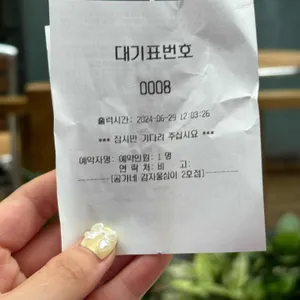 대기표번호
0008
출력시간: 2024-06-29 12:03:26
*** 잠시만 기다려 주십시요 ***
예약자명: 예약인원: 1 명
연 락 처: 비 고:
--------[공가네 감자옹심이 2호점]--------